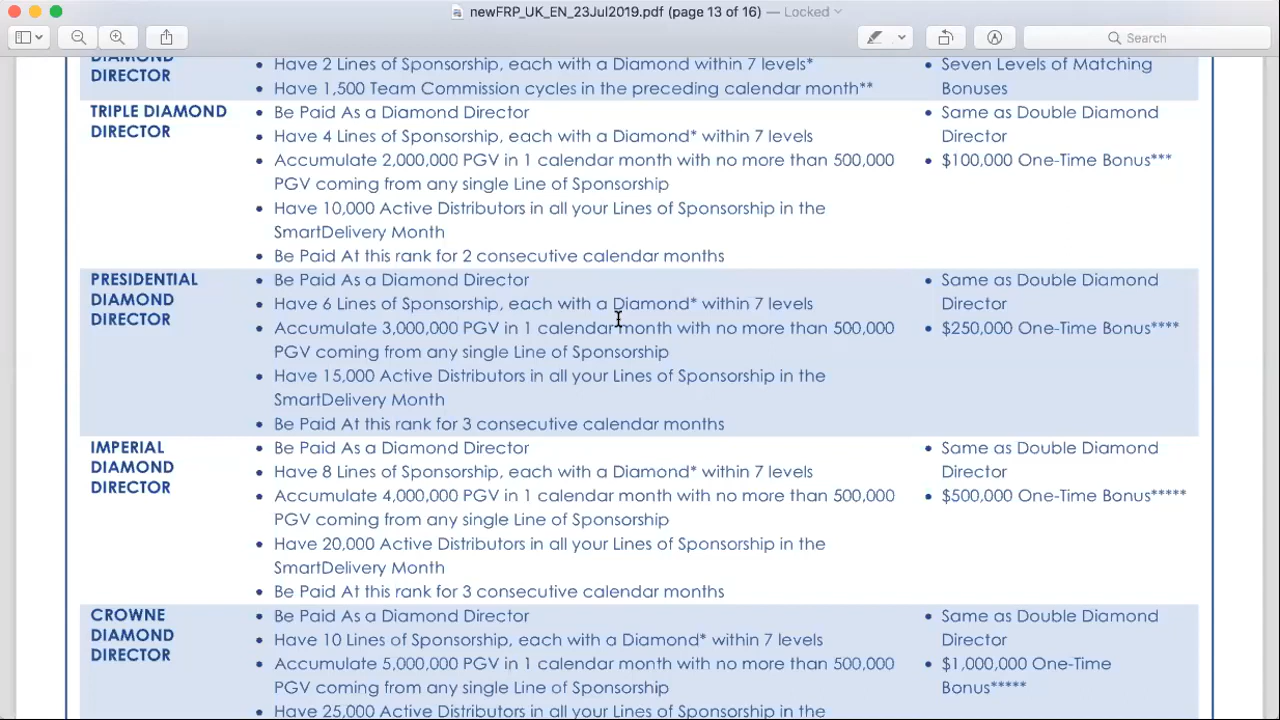 newFRP_UK_EN_23Jul2019.pdf (page 13 of 16) — Locked
Search
DIAMOND
DIRECTOR
• Have 2 Lines of Sponsorship, each with a Diamond within 7 levels*
• Have 1,500 Team Commission cycles in the preceding calendar month**
• Seven Levels of Matching
Bonuses
TRIPLE DIAMOND
DIRECTOR
• Be Paid As a Diamond Director
• Have 4 Lines of Sponsorship, each with a Diamond* within 7 levels
• Accumulate 2,000,000 PGV in 1 calendar month with no more than 500,000
PGV coming from any single Line of Sponsorship
• Have 10,000 Active Distributors in all your Lines of Sponsorship in the
SmartDelivery Month
• Be Paid At this rank for 2 consecutive calendar months
• Same as Double Diamond
Director
• $100,000 One-Time Bonus***
PRESIDENTIAL
DIAMOND
DIRECTOR
• Be Paid As a Diamond Director
• Have 6 Lines of Sponsorship, each with a Diamond* within 7 levels
• Accumulate 3,000,000 PGV in 1 calendar month with no more than 500,000
PGV coming from any single Line of Sponsorship
• Have 15,000 Active Distributors in all your Lines of Sponsorship in the
SmartDelivery Month
• Be Paid At this rank for 3 consecutive calendar months
• Same as Double Diamond
Director
• $250,000 One-Time Bonus****
IMPERIAL
DIAMOND
DIRECTOR
• Be Paid As a Diamond Director
• Have 8 Lines of Sponsorship, each with a Diamond* within 7 levels
• Accumulate 4,000,000 PGV in 1 calendar month with no more than 500,000
PGV coming from any single Line of Sponsorship
• Have 20,000 Active Distributors in all your Lines of Sponsorship in the
SmartDelivery Month
• Be Paid At this rank for 3 consecutive calendar months
• Same as Double Diamond
Director
• $500,000 One-Time Bonus*****
CROWNE
DIAMOND
DIRECTOR
• Be Paid As a Diamond Director
• Have 10 Lines of Sponsorship, each with a Diamond* within 7 levels
• Accumulate 5,000,000 PGV in 1 calendar month with no more than 500,000
PGV coming from any single Line of Sponsorship
• Have 25,000 Active Distributors in all your Lines of Sponsorship in the
• Same as Double Diamond
Director
• $1,000,000 One-Time
Bonus*****